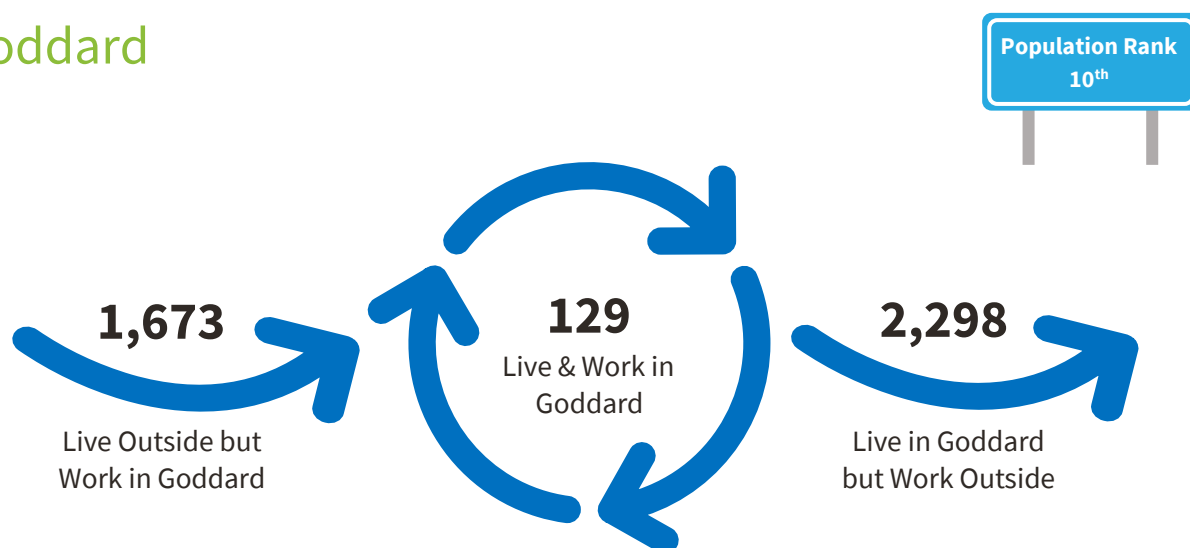 oddard
Population Rank
10th
1,673
Live Outside but
Work in Goddard
129
Live & Work in
Goddard
2,298
Live in Goddard
but Work Outside